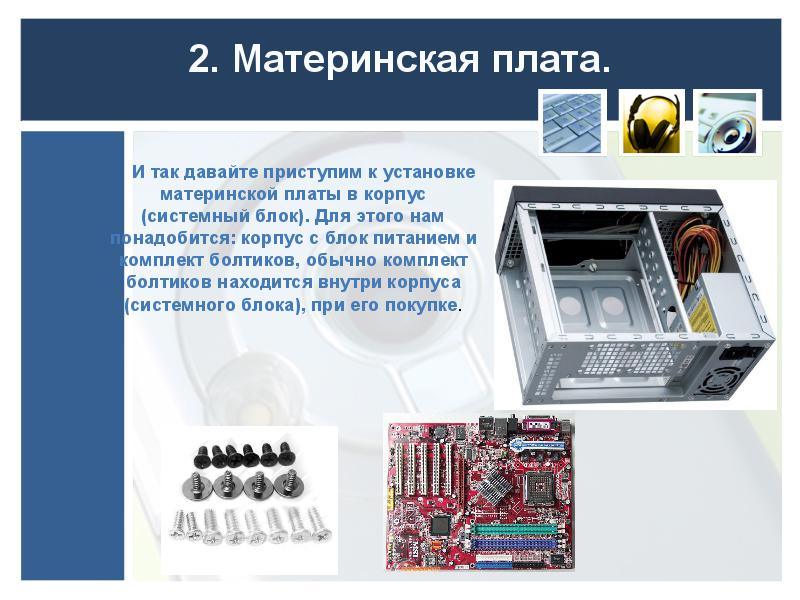 2. Материнская плата.
И так давайте приступим к установке
материнской платы в корпус
(системный блок). Для этого нам
понадобится: корпус с блок питанием и
комплект болтиков, обычно комплект
болтиков находится внутри корпуса
(системного блока), при его покупке.